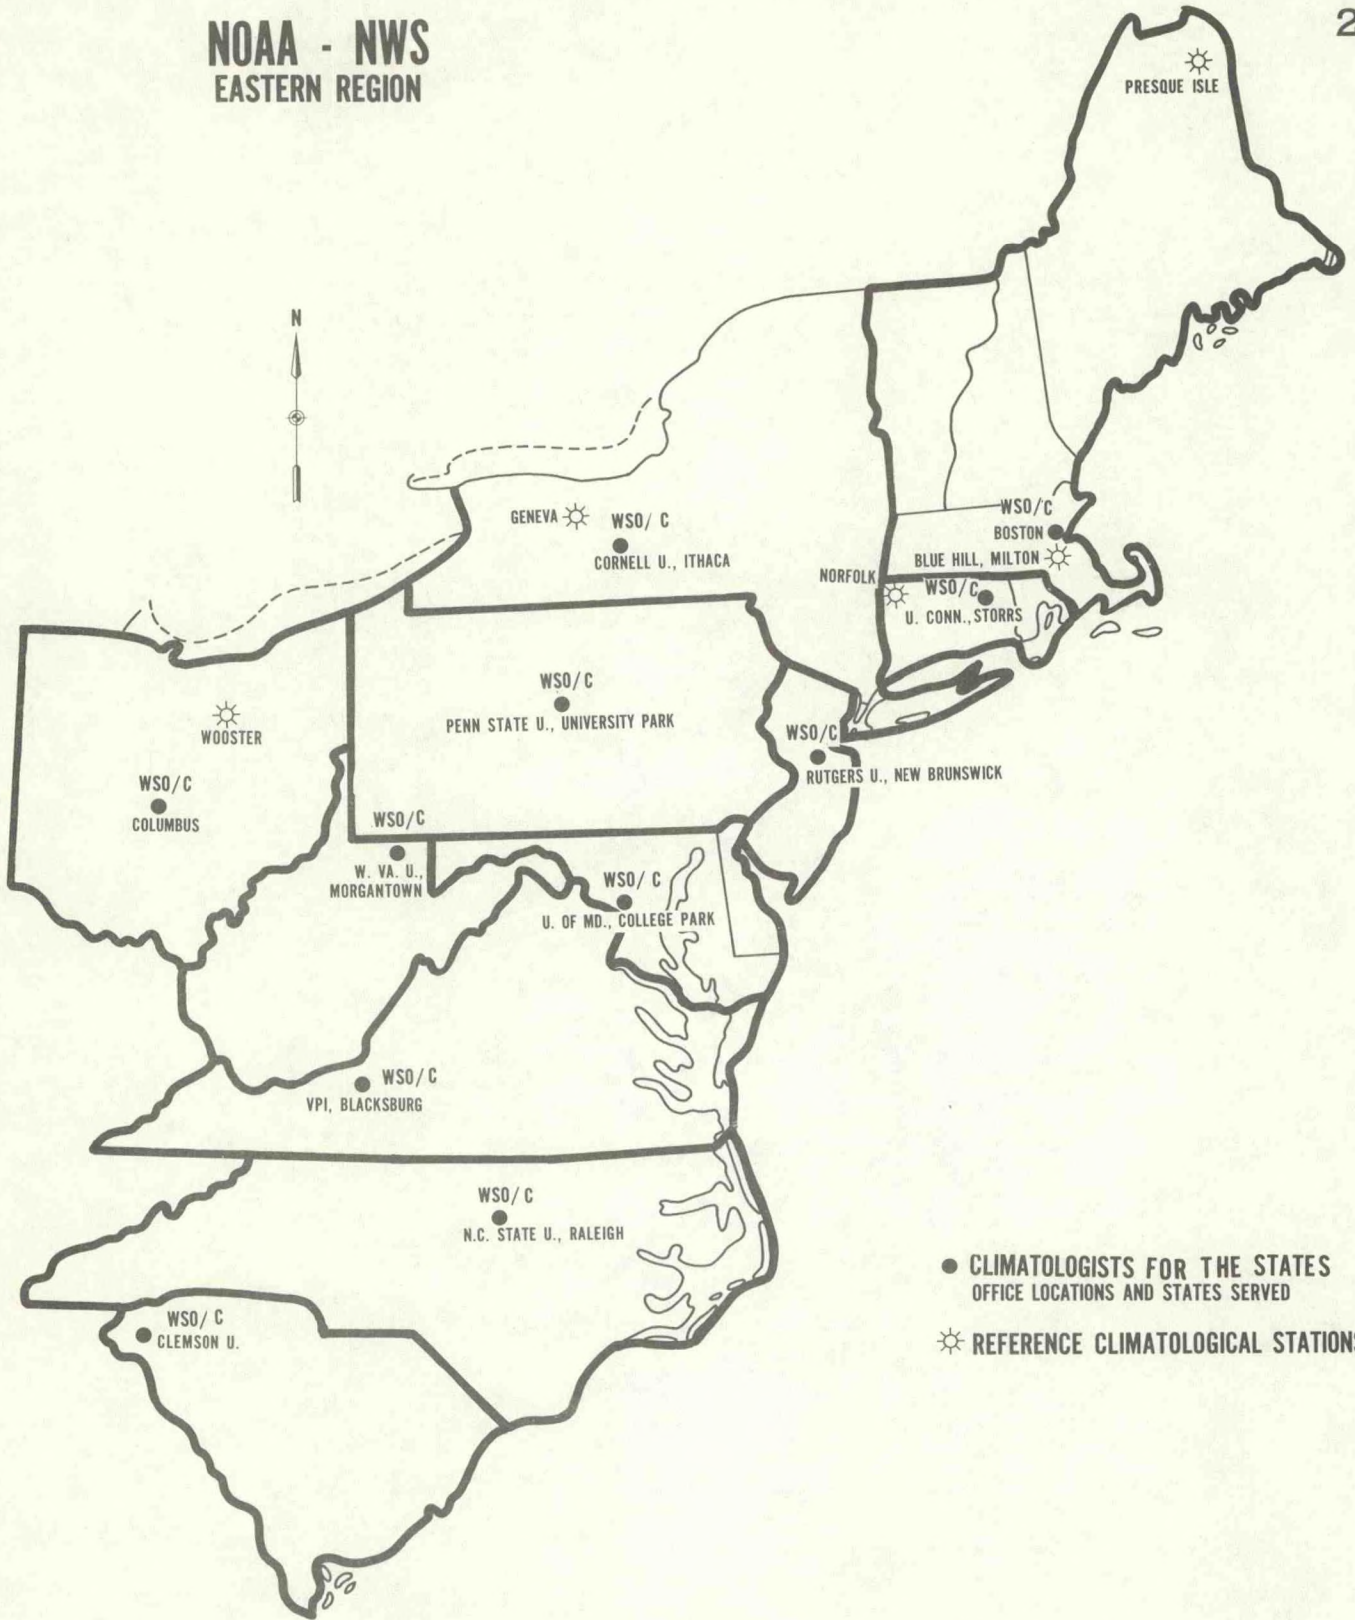 NOAA - NWS
EASTERN REGION
2
PRESQUE ISLE
N
GENEVA
WSO/ C
CORNELL U., ITHACA
WSO/C
BOSTON
BLUE HILL, MILTON
NORFOLK
WSO/C
U. CONN., STORRS
WSO/C
PENN STATE U., UNIVERSITY PARK
WOOSTER
WSO/C
RUTGERS U., NEW BRUNSWICK
WSO/C
COLUMBUS
WSO/C
W. VA. U.,
MORGANTOWN
WSO/ C
U. OF MD., COLLEGE PARK
WSO/C
VPI, BLACKSBURG
WSO/ C
N.C. STATE U., RALEIGH
WSO/ C
CLEMSON U.
CLIMATOLOGISTS FOR THE STATES
OFFICE LOCATIONS AND STATES SERVED
REFERENCE CLIMATOLOGICAL STATIONS